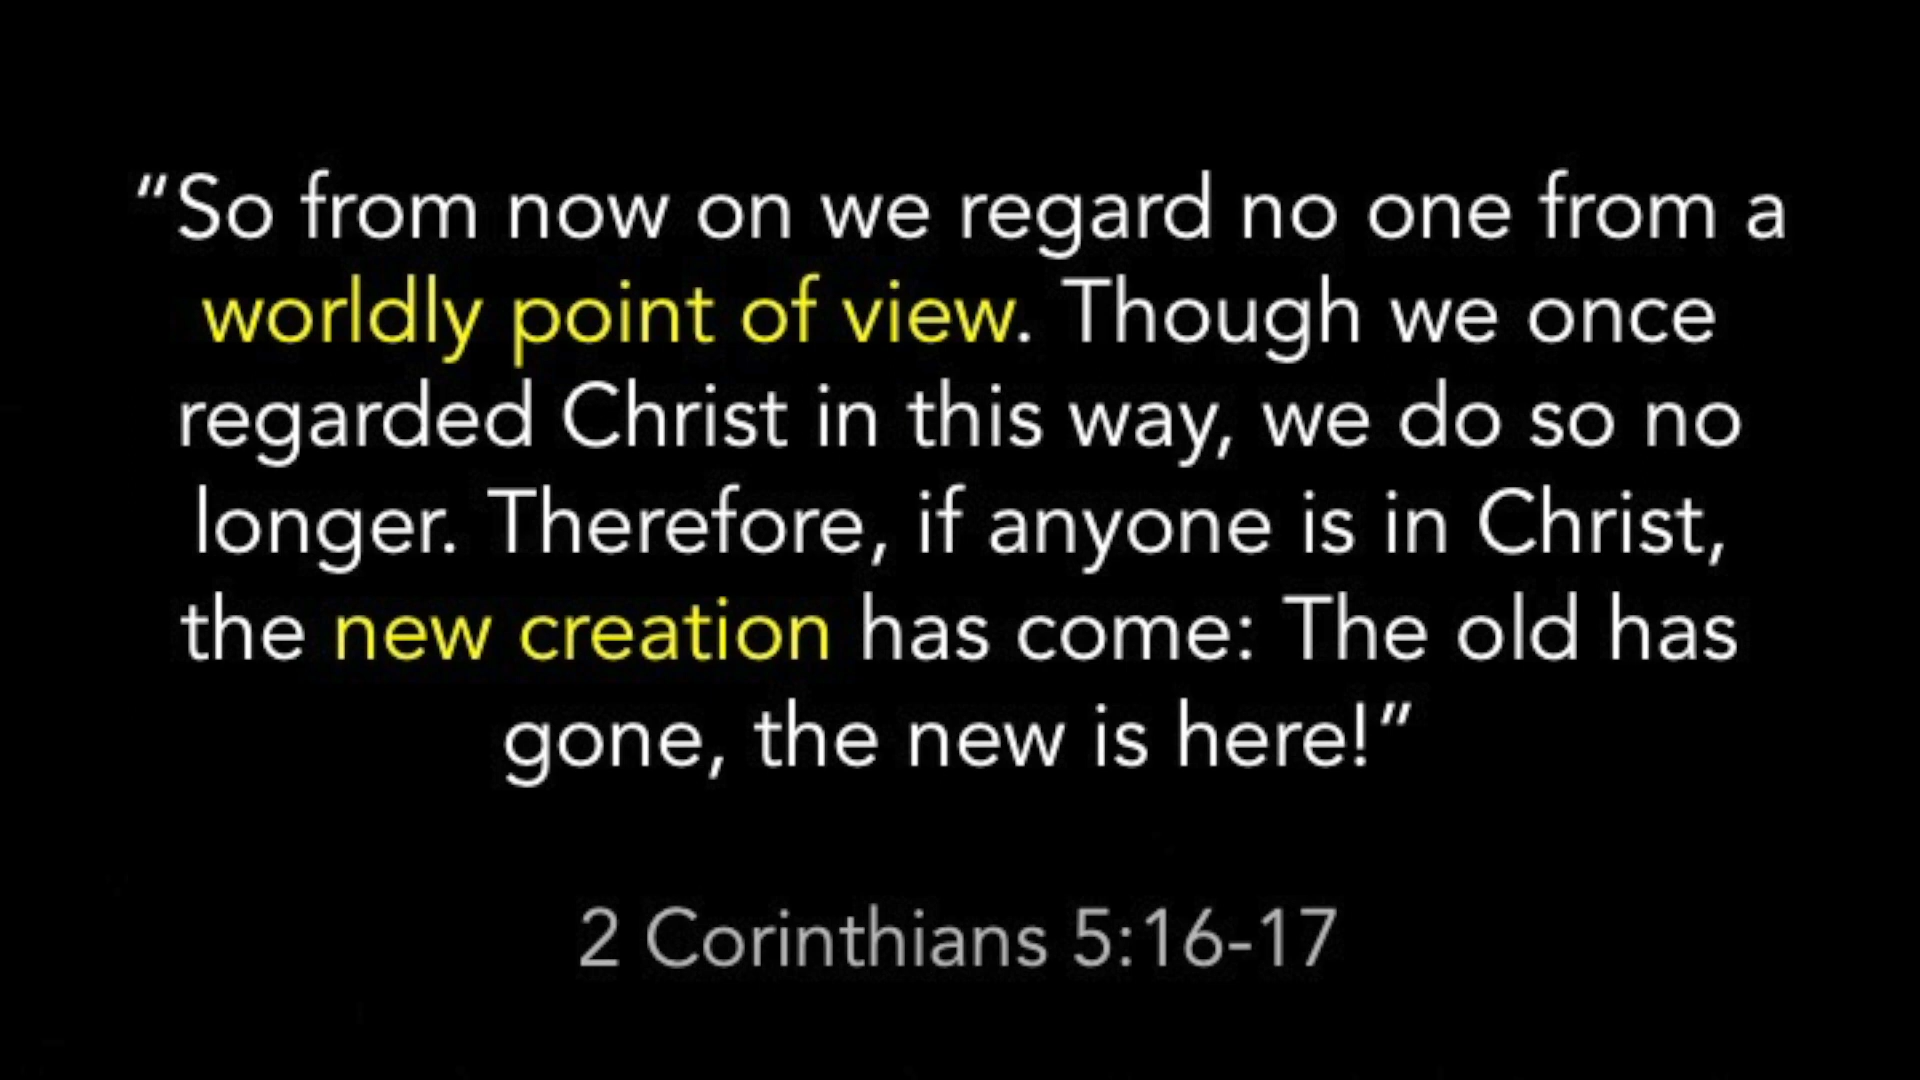 “So from now on we regard no one from a
worldly point of view. Though we once
regarded Christ in this way, we do so no
longer. Therefore, if anyone is in Christ,
the new creation has come: The old has
gone, the new is here!”
2 Corinthians 5:16-17